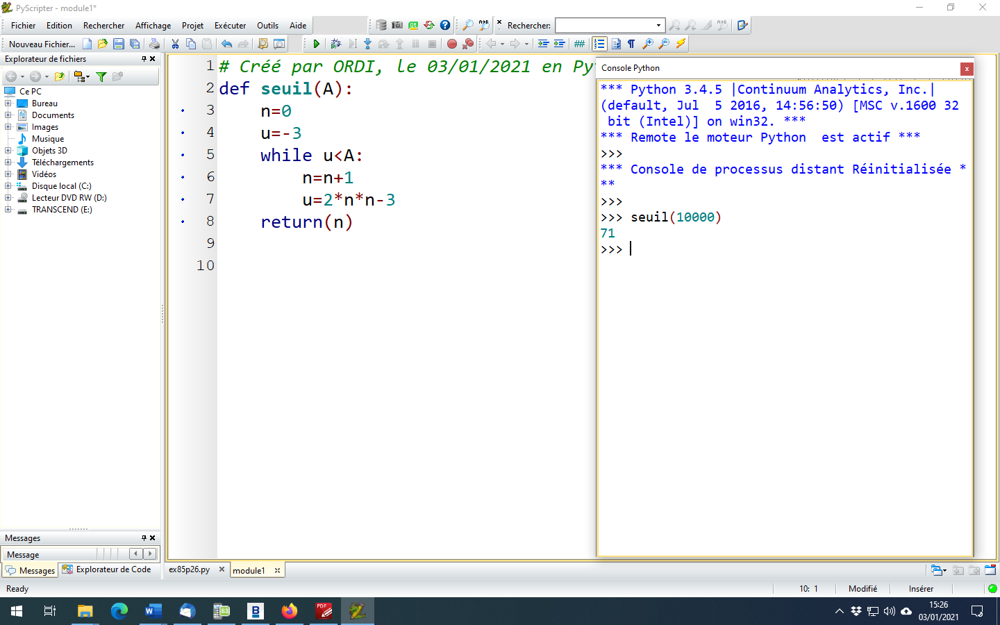 PyScripter - module1*
Fichier Edition Rechercher Affichage Projet Exécuter Outils Aide
Rechercher:
Nouveau Fichier...
Explorateur de fichiers
Ce PC
Bureau
Documents
Images
Musique
Objets 3D
Téléchargements
Vidéos
Disque local (C:)
Lecteur DVD RW (D:)
TRANSCEND (E:)
Messages
Message
Messages Explorateur de Code
1 # Créé par ORDI, le 03/01/2021 en Py
2 def seuil(A):
3 n=0
4 u=-3
5 while u<A:
6 n=n+1
7 u=2*n*n-3
8 return(n)
9
10
Console Python
*** Python 3.4.5 |Continuum Analytics, Inc.|
(default, Jul 5 2016, 14:56:50) [MSC v.1600 32
bit (Intel)] on win32. ***
*** Remote le moteur Python est actif ***
>>>
*** Console de processus distant Réinitialisée *
**
>>>
>>> seuil(10000)
71
>>>
ex85p26.py module1
Ready 10: 1 Modifié Insérer
PDF
15:26
03/01/2021